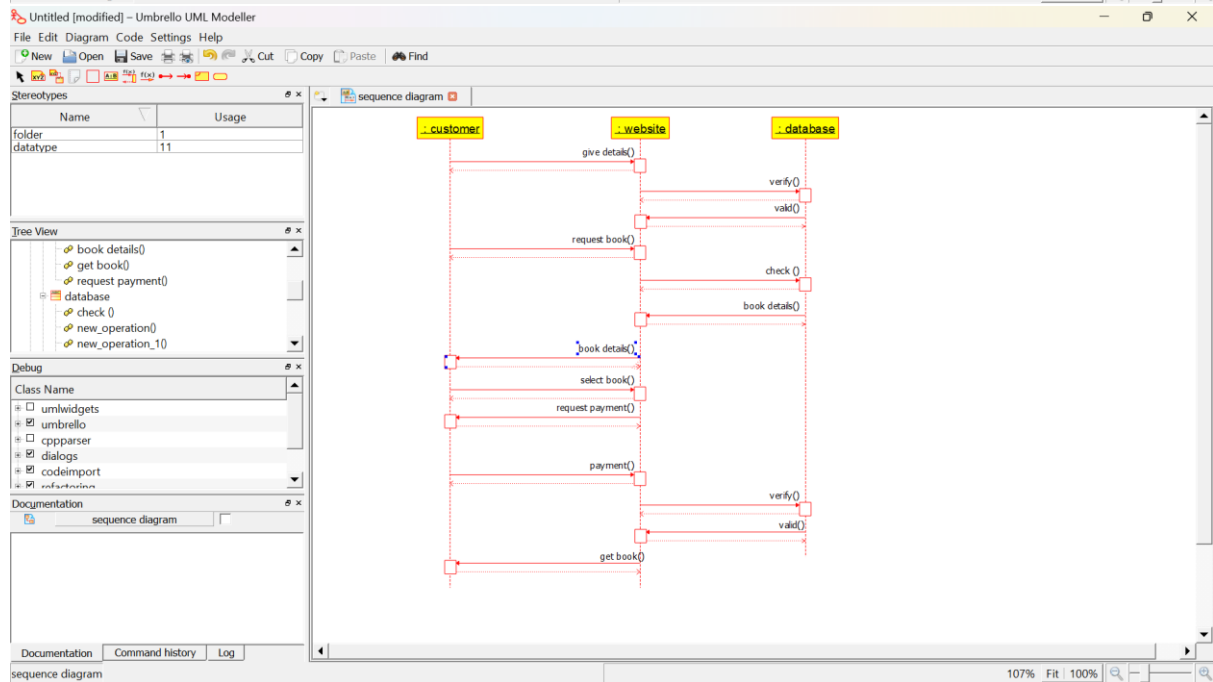 Untitled [modified] – Umbrello UML Modeller
File Edit Diagram Code Settings Help
New Open Save Cut Copy Paste Find
Stereotypes
sequence diagram
Name Usage
folder 1
datatype 11
Tree View
book details()
get book()
request payment()
database
check ()
new_operation()
new_operation_1()
Debug
Class Name
umlwidgets
umbrello
cppparser
dialogs
codeimport
refactoring
Documentation
sequence diagram
Documentation Command history Log
: customer : website : database
give details()
verify()
valid()
request book()
check ()
book details()
book details()
select book()
request payment()
payment()
verify()
valid()
get book()
sequence diagram
107% Fit 100%